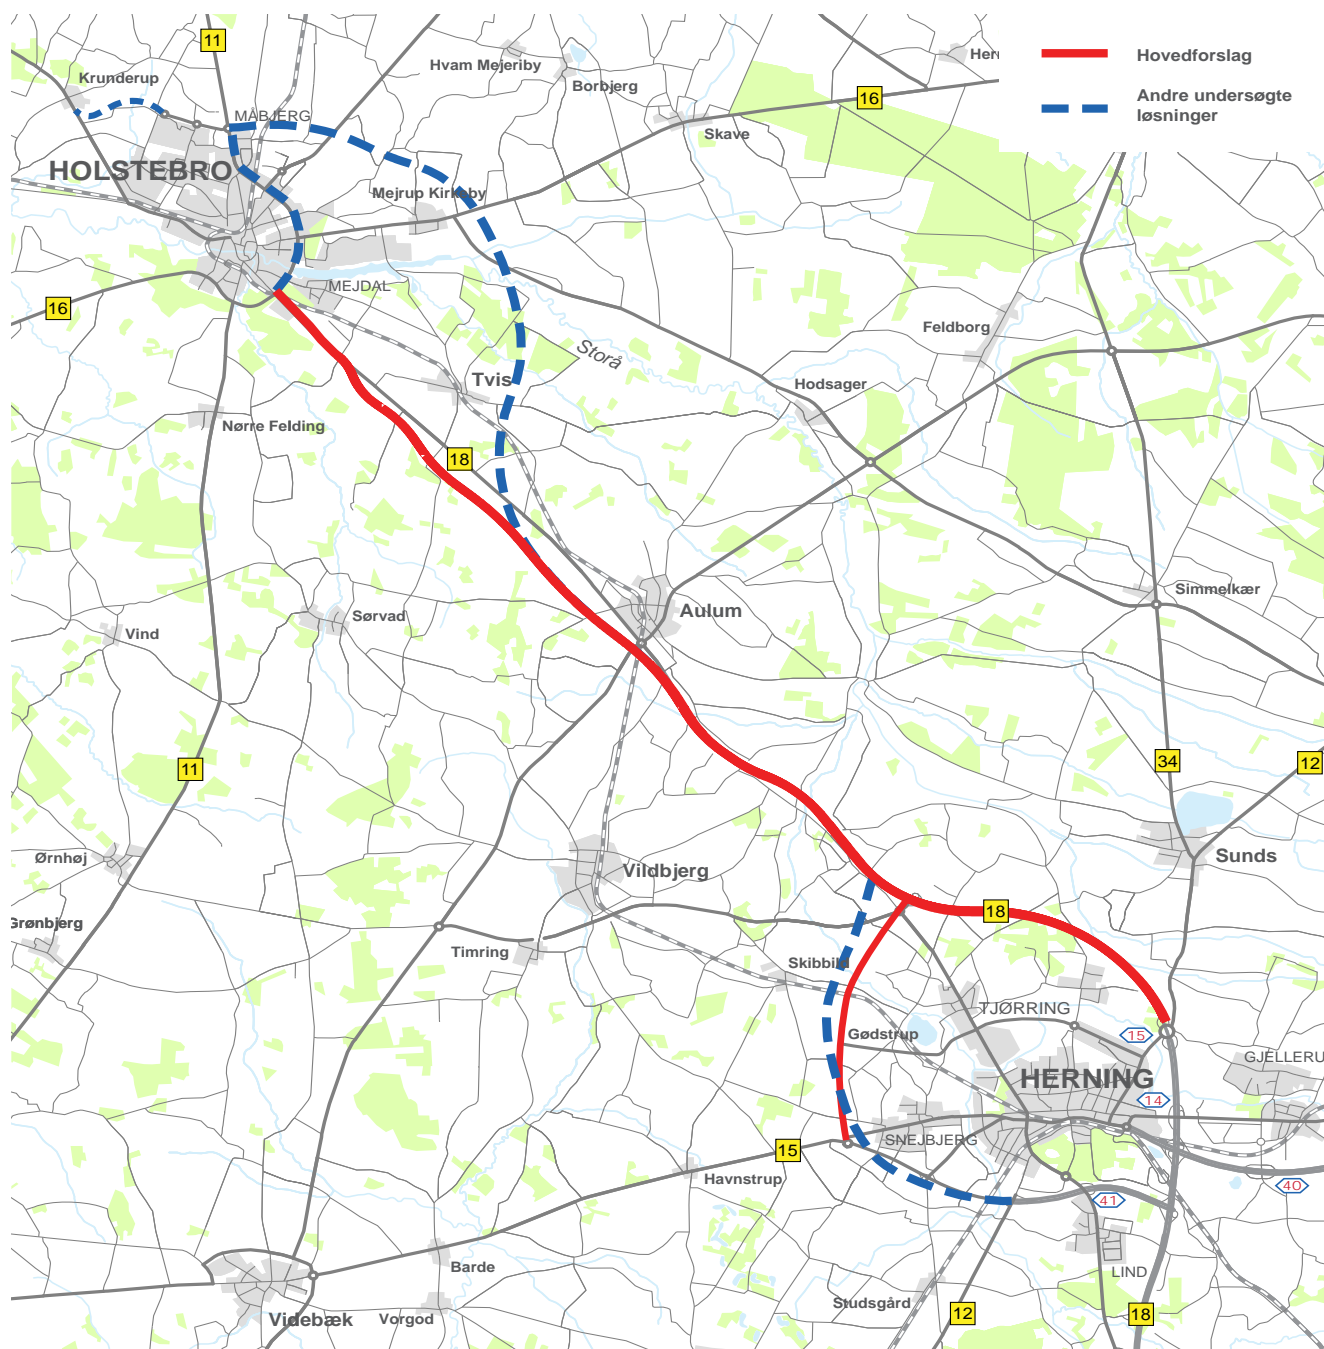 11
Hvam Mejeriby
Her
Hovedforslag
Krunderup
Borbjerg
16
Andre undersøgte
løsninger
MÅBJERG
Skave
HOLSTEBRO
Mejrup Kirkeby
MEJDAL
16
Storå
Feldborg
Tvis
Hodsager
Nørre Felding
18
Simmelkær
Aulum
Sørvad
Vind
11
34
12
Ørnhøj
Vildbjerg
Sunds
Grønbjerg
18
Timring
Skibbild
TJØRRING
Gødstrup
15
GJELLERU
HERNING
14
SNEJBJERG
15
Havnstrup
40
41
Barde
LIND
Studsgård
Videbæk
Vorgod
12
18